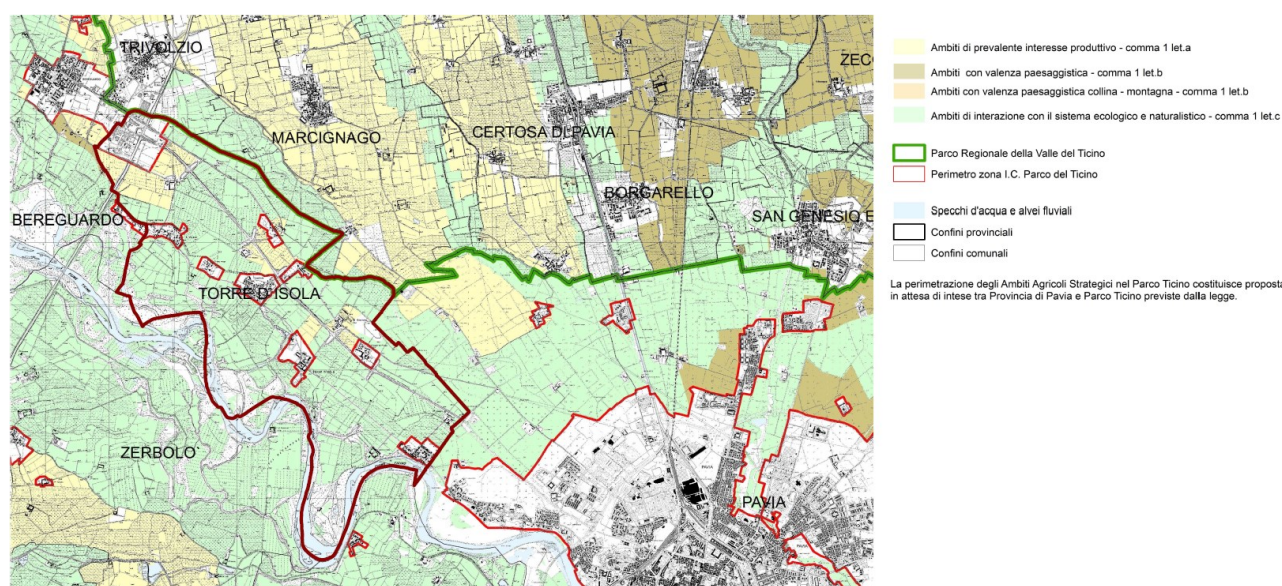 TRIVOLZIO
ZECC
MARCIGNAGO
CERTOSA DI PAVIA
BORGARELLO
BEREGUARDO
SAN GENESIO E
TORRE D'ISOLA
ZERBOLO'
PAVIA
Ambiti di prevalente interesse produttivo - comma 1 let.a
Ambiti con valenza paesaggistica - comma 1 let.b
Ambiti con valenza paesaggistica collina - montagna - comma 1 let.b
Ambiti di interazione con il sistema ecologico e naturalistico - comma 1 let.c
Parco Regionale della Valle del Ticino
Perimetro zona I.C. Parco del Ticino
Specchi d'acqua e alvei fluviali
Confini provinciali
Confini comunali
La perimetrazione degli Ambiti Agricoli Strategici nel Parco Ticino costituisce proposta
in attesa di intese tra Provincia di Pavia e Parco Ticino previste dalla legge.